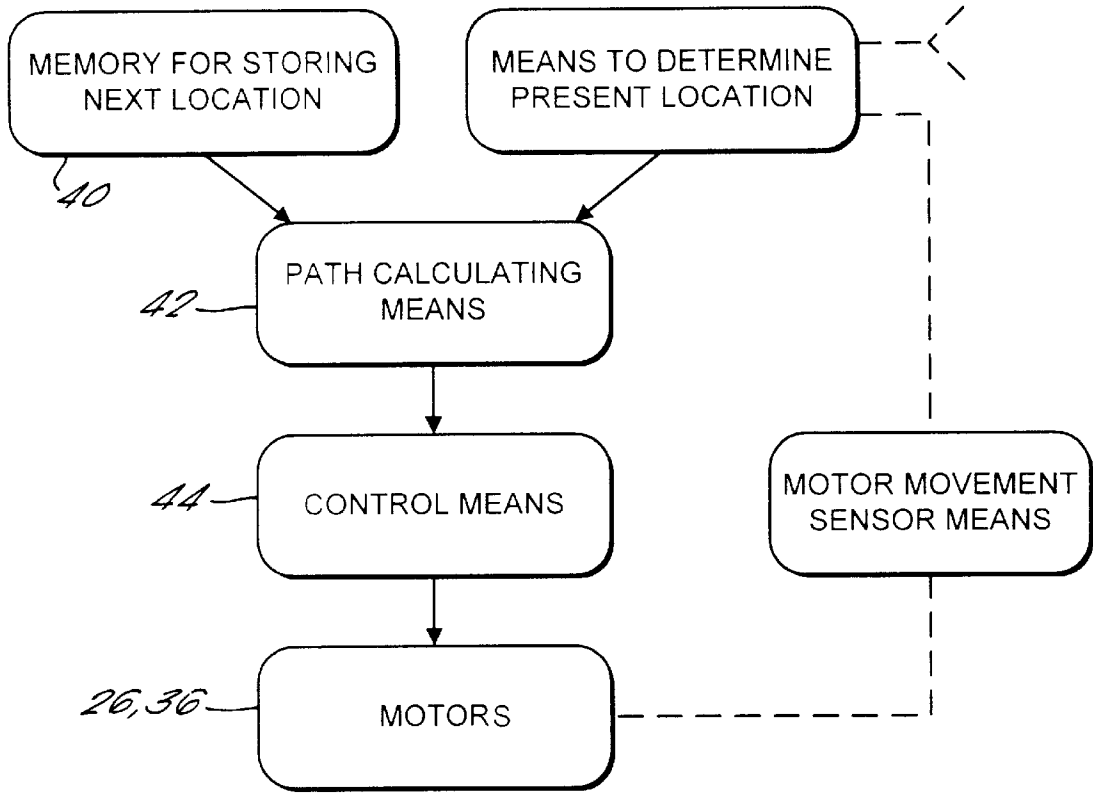 MEMORY FOR STORING
NEXT LOCATION
40
MEANS TO DETERMINE
PRESENT LOCATION
PATH CALCULATING
MEANS
42
CONTROL MEANS
44
MOTOR MOVEMENT
SENSOR MEANS
MOTORS
26,36